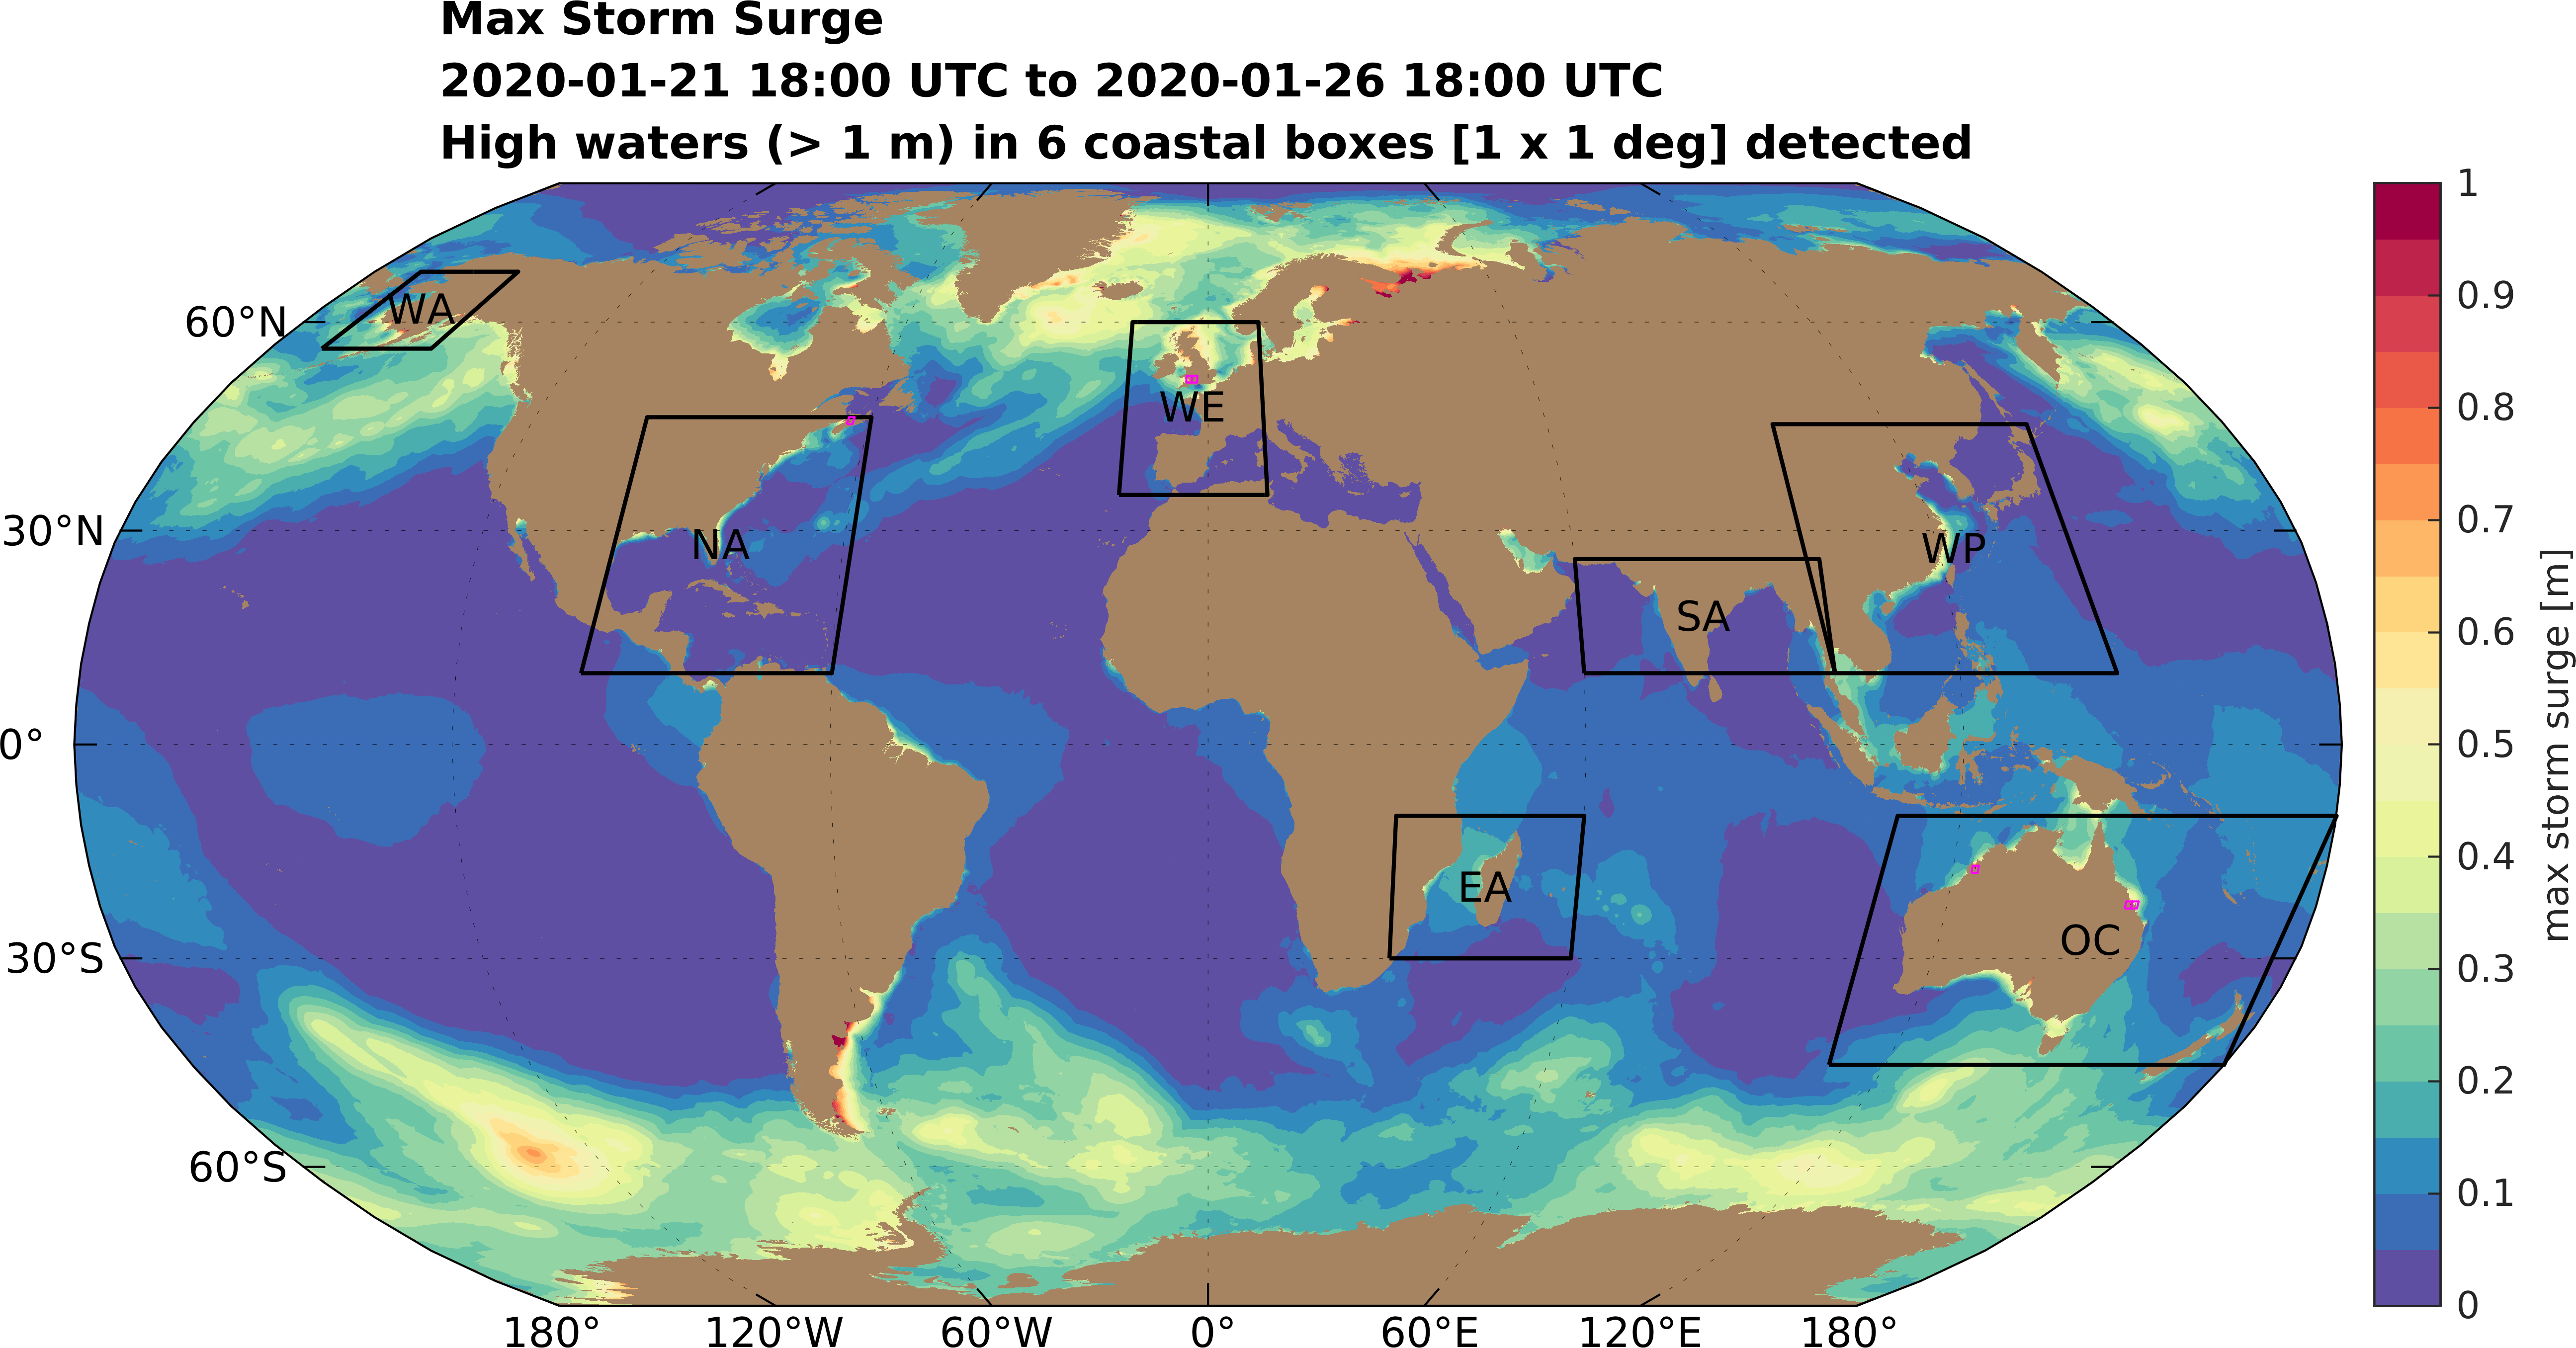 Max Storm Surge
2020-01-21 18:00 UTC to 2020-01-26 18:00 UTC
High waters (> 1 m) in 6 coastal boxes [1 x 1 deg] detected
1
0.9
0.8
0.7
0.6
0.5
0.4
0.3
0.2
0.1
0
max storm surge [m]
60°N
30°N
0°
30°S
60°S
WA
WE
NA
WP
SA
EA
OC
180° 120°W 60°W 0° 60°E 120°E 180°